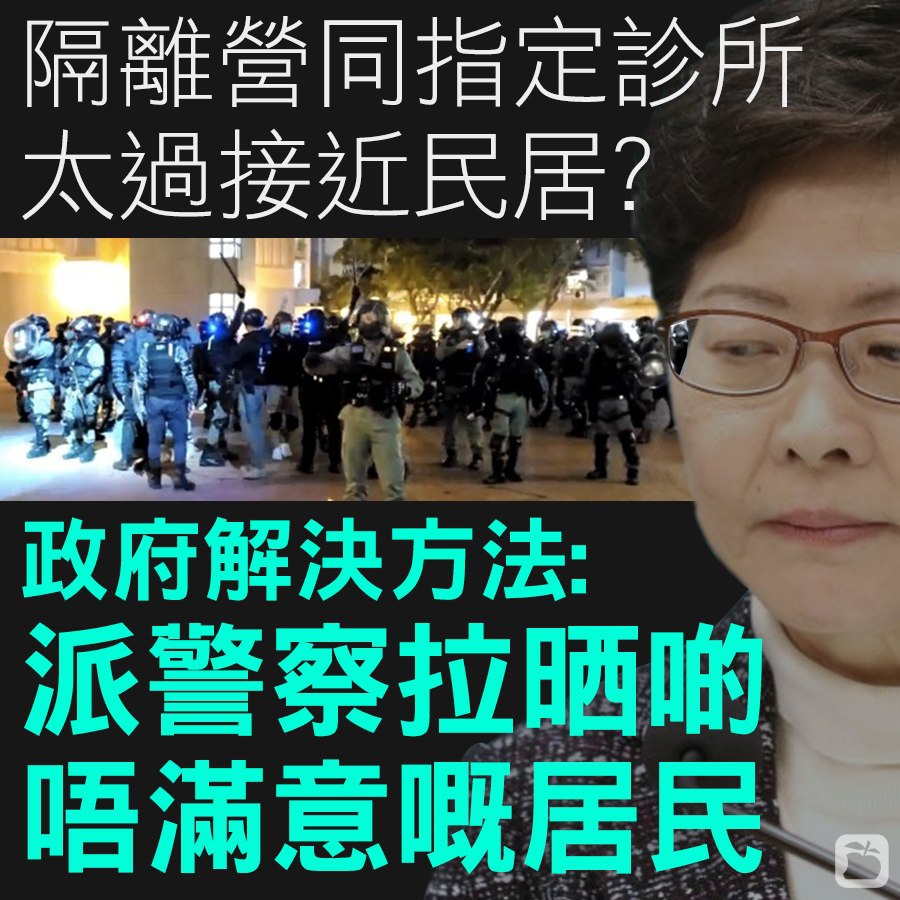 隔離營同指定診所
太過接近民居?
政府解決方法:
派警察拉晒啲
唔滿意嘅居民